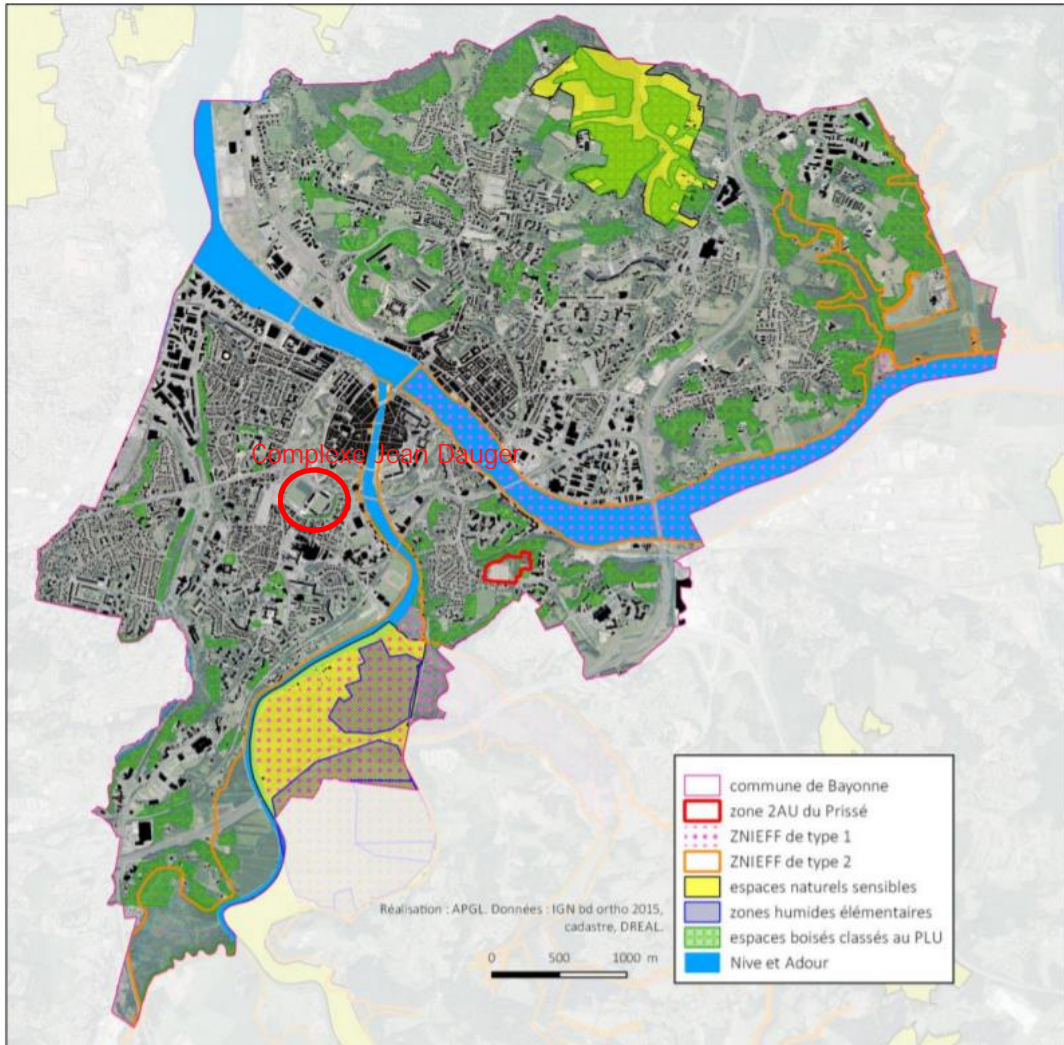 Complexe Jean Dauger
commune de Bayonne
zone 2AU du Prissé
ZNIEFF de type 1
ZNIEFF de type 2
espaces naturels sensibles
zones humides élémentaires
espaces boisés classés au PLU
Nive et Adour
Réalisation : APGL. Données : IGN bd ortho 2015,
cadastre, DREAL.
0 500 1000 m